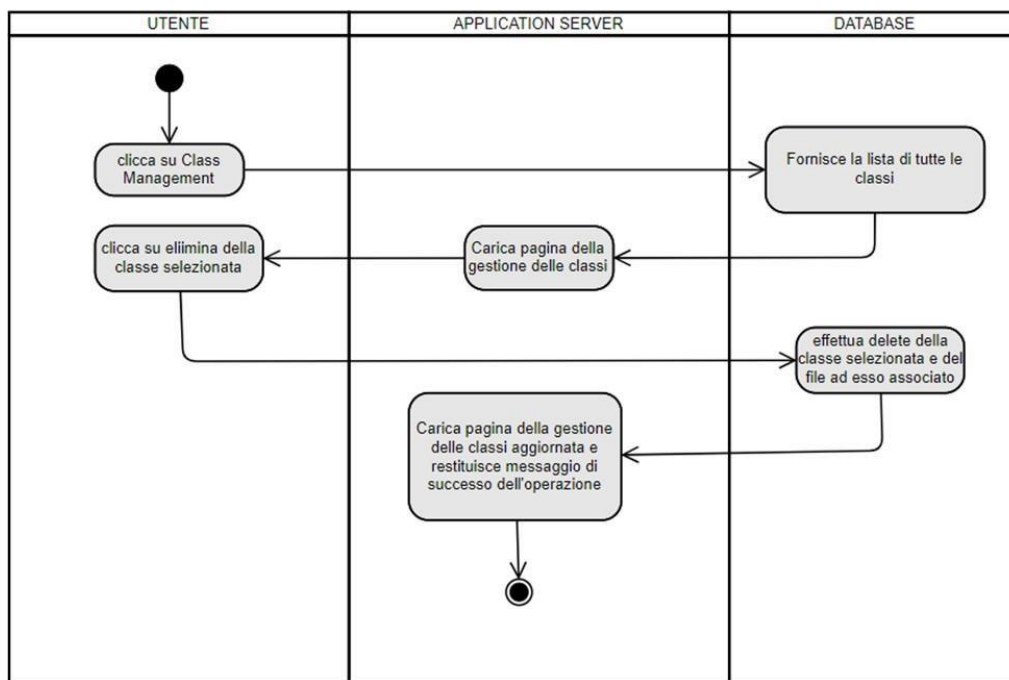 UTENTE
APPLICATION SERVER
DATABASE
clicca su Class
Management
Fornisce la lista di tutte le
classi
Carica pagina della
gestione delle classi
clicca su eliimina della
classe selezionata
effettua delete della
classe selezionata e del
file ad esso associato
Carica pagina della gestione
delle classi aggiornata e
restituisce messaggio di
successo dell'operazione